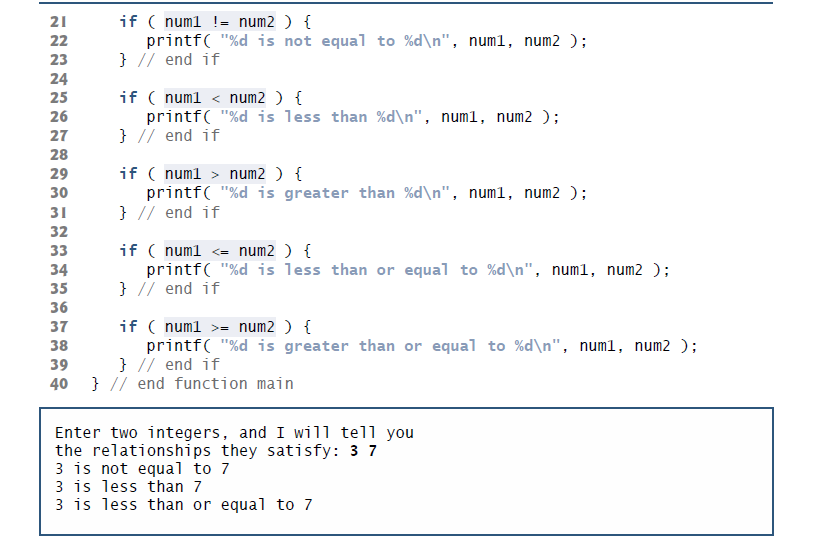 21 if ( num1 != num2 ) {
22 printf( "%d is not equal to %d\n", num1, num2 );
23 } // end if
24
25 if ( num1 < num2 ) {
26 printf( "%d is less than %d\n", num1, num2 );
27 } // end if
28
29 if ( num1 > num2 ) {
30 printf( "%d is greater than %d\n", num1, num2 );
31 } // end if
32
33 if ( num1 <= num2 ) {
34 printf( "%d is less than or equal to %d\n", num1, num2 );
35 } // end if
36
37 if ( num1 >= num2 ) {
38 printf( "%d is greater than or equal to %d\n", num1, num2 );
39 } // end if
40 } // end function main
Enter two integers, and I will tell you
the relationships they satisfy: 3 7
3 is not equal to 7
3 is less than 7
3 is less than or equal to 7